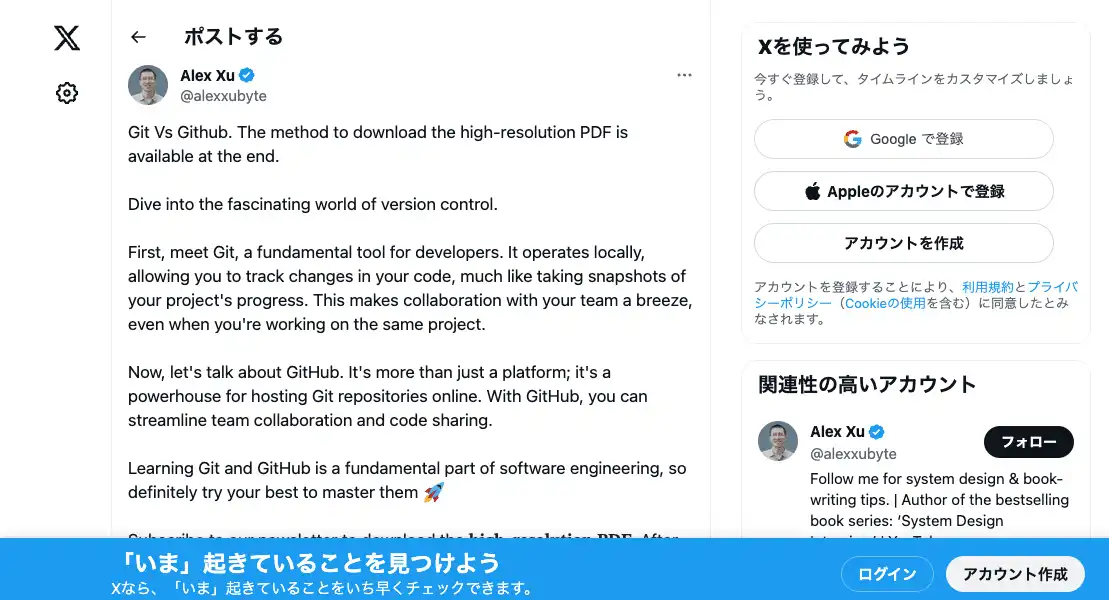 ポストする
Alex Xu
@alexxubyte
Git Vs Github. The method to download the high-resolution PDF is
available at the end.
Dive into the fascinating world of version control.
First, meet Git, a fundamental tool for developers. It operates locally,
allowing you to track changes in your code, much like taking snapshots of
your project's progress. This makes collaboration with your team a breeze,
even when you're working on the same project.
Now, let's talk about GitHub. It's more than just a platform; it's a
powerhouse for hosting Git repositories online. With GitHub, you can
streamline team collaboration and code sharing.
Learning Git and GitHub is a fundamental part of software engineering, so
definitely try your best to master them 🚀
Subscribe to our newsletter to download the high-resolution PDF. After
Xを使ってみよう
今すぐ登録して、タイムラインをカスタマイズしましょ
う。
Google で登録
Appleのアカウントで登録
アカウントを作成
アカウントを登録することにより、利用規約とプライバ
シーポリシー（Cookieの使用を含む）に同意したとみ
なされます。
関連性の高いアカウント
Alex Xu
@alexxubyte
フォロー
Follow me for system design & book-
writing tips. | Author of the bestselling
book series: ‘System Design
「いま」起きていることを見つけよう
Xなら、「いま」起きていることをいち早くチェックできます。
ログイン
アカウント作成